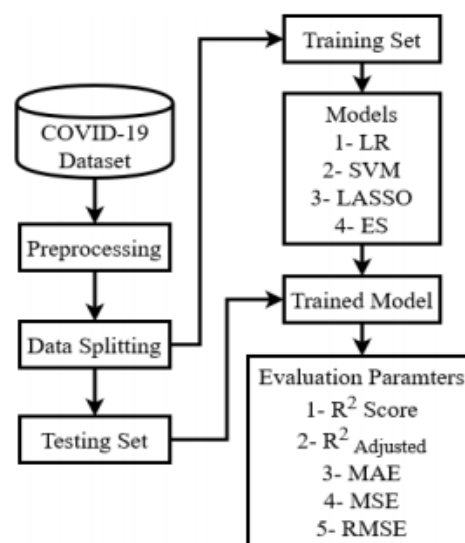 COVID-19
Dataset
Preprocessing
Data Splitting
Testing Set
Training Set
Models
1- LR
2- SVM
3- LASSO
4- ES
Trained Model
Evaluation Paramters
1- R² Score
2- R² Adjusted
3- MAE
4- MSE
5- RMSE